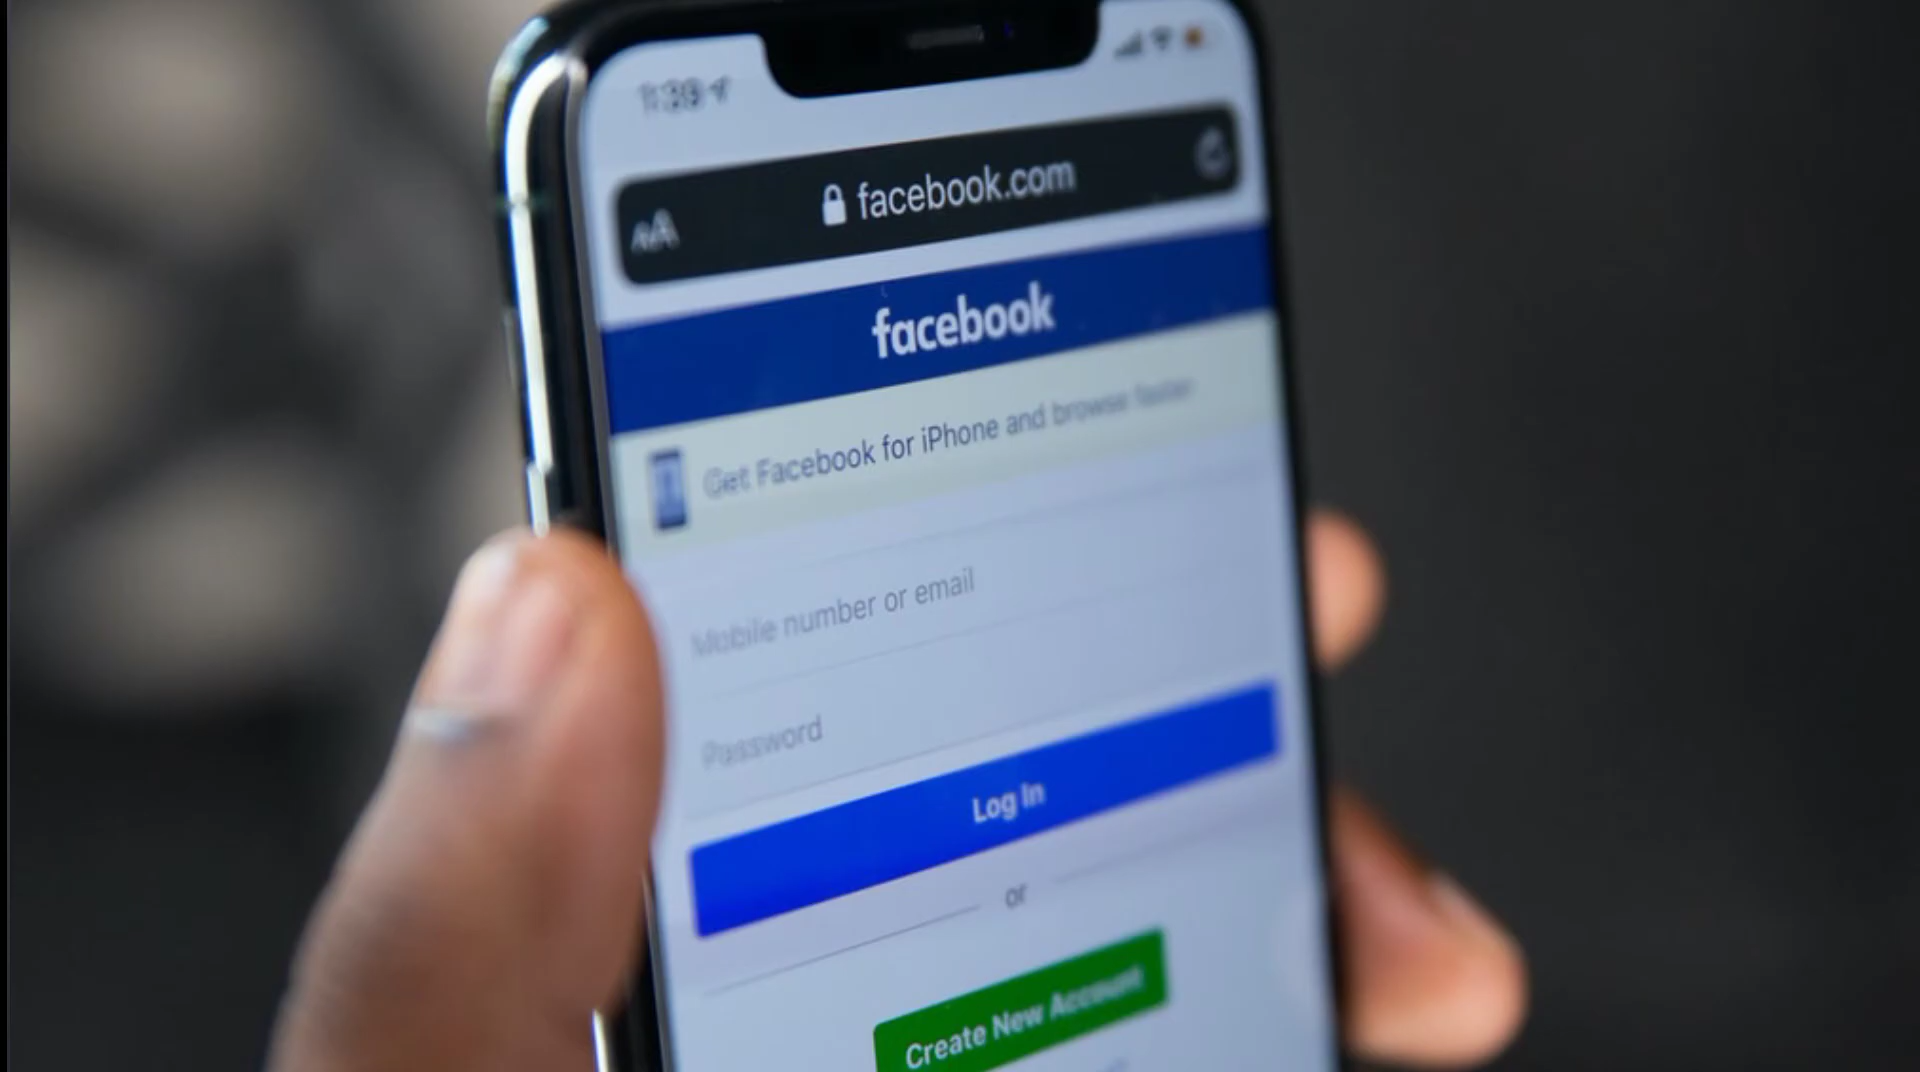 1:39
AA facebook.com
facebook
Get Facebook for iPhone and browse faster
Mobile number or email
Password
Log In
or
Create New Account